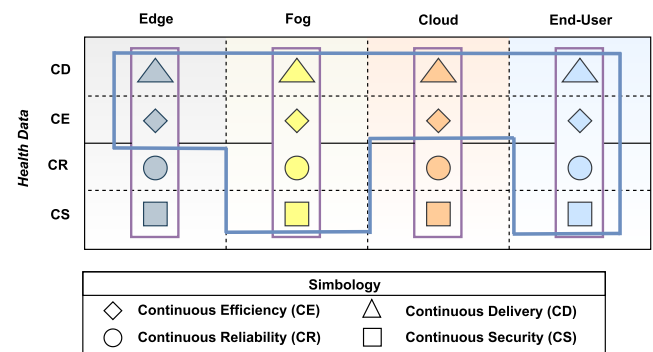 Edge Fog Cloud End-User
CD
CE
CR
CS
Health Data
Simbology
Continuous Efficiency (CE) Continuous Delivery (CD)
Continuous Reliability (CR) Continuous Security (CS)